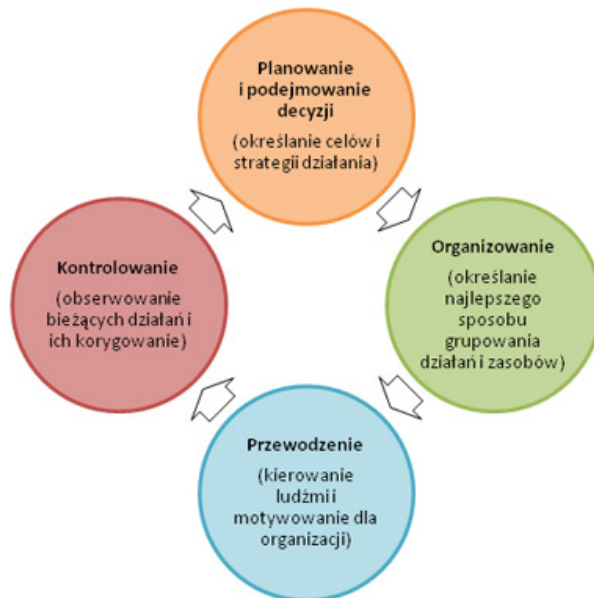 Planowanie
i podejmowanie
decyzji
(określanie celów i
strategii działania)
Kontrolowanie
(obserwowanie
bieżących działań i
ich korygowanie)
Organizowanie
(określanie
najlepszego
sposobu
grupowania
działań i zasobów)
Przewodzenie
(kierowanie
ludźmi i
motywowanie dla
organizacji)